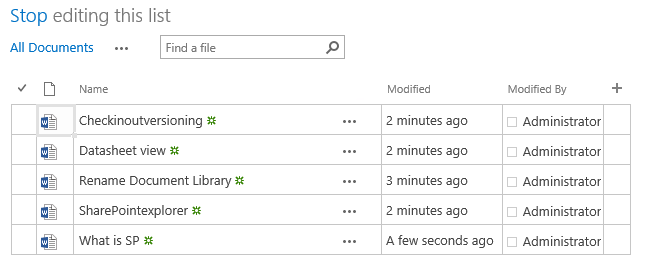 Stop editing this list
All Documents ••• Find a file
Name Modified Modified By +
Checkinoutversioning ••• 2 minutes ago Administrator
Datasheet view ••• 2 minutes ago Administrator
Rename Document Library ••• 3 minutes ago Administrator
SharePointexplorer ••• 2 minutes ago Administrator
What is SP ••• A few seconds ago Administrator